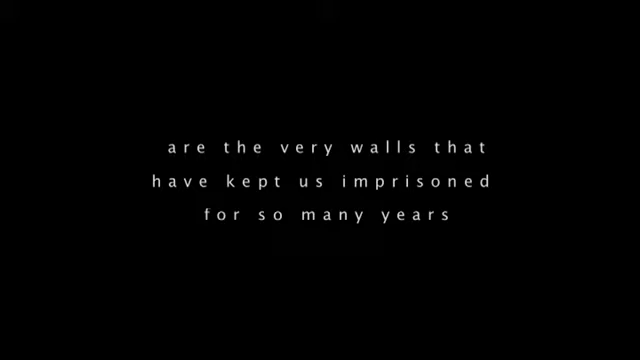 are the very walls that
have kept us imprisoned
for so many years